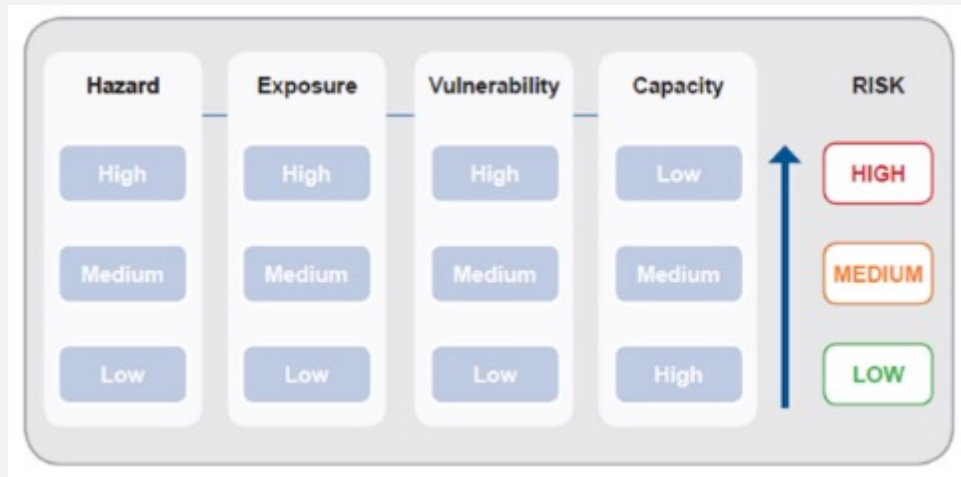 Hazard Exposure Vulnerability Capacity RISK
High High High Low HIGH
Medium Medium Medium Medium MEDIUM
Low Low Low High LOW